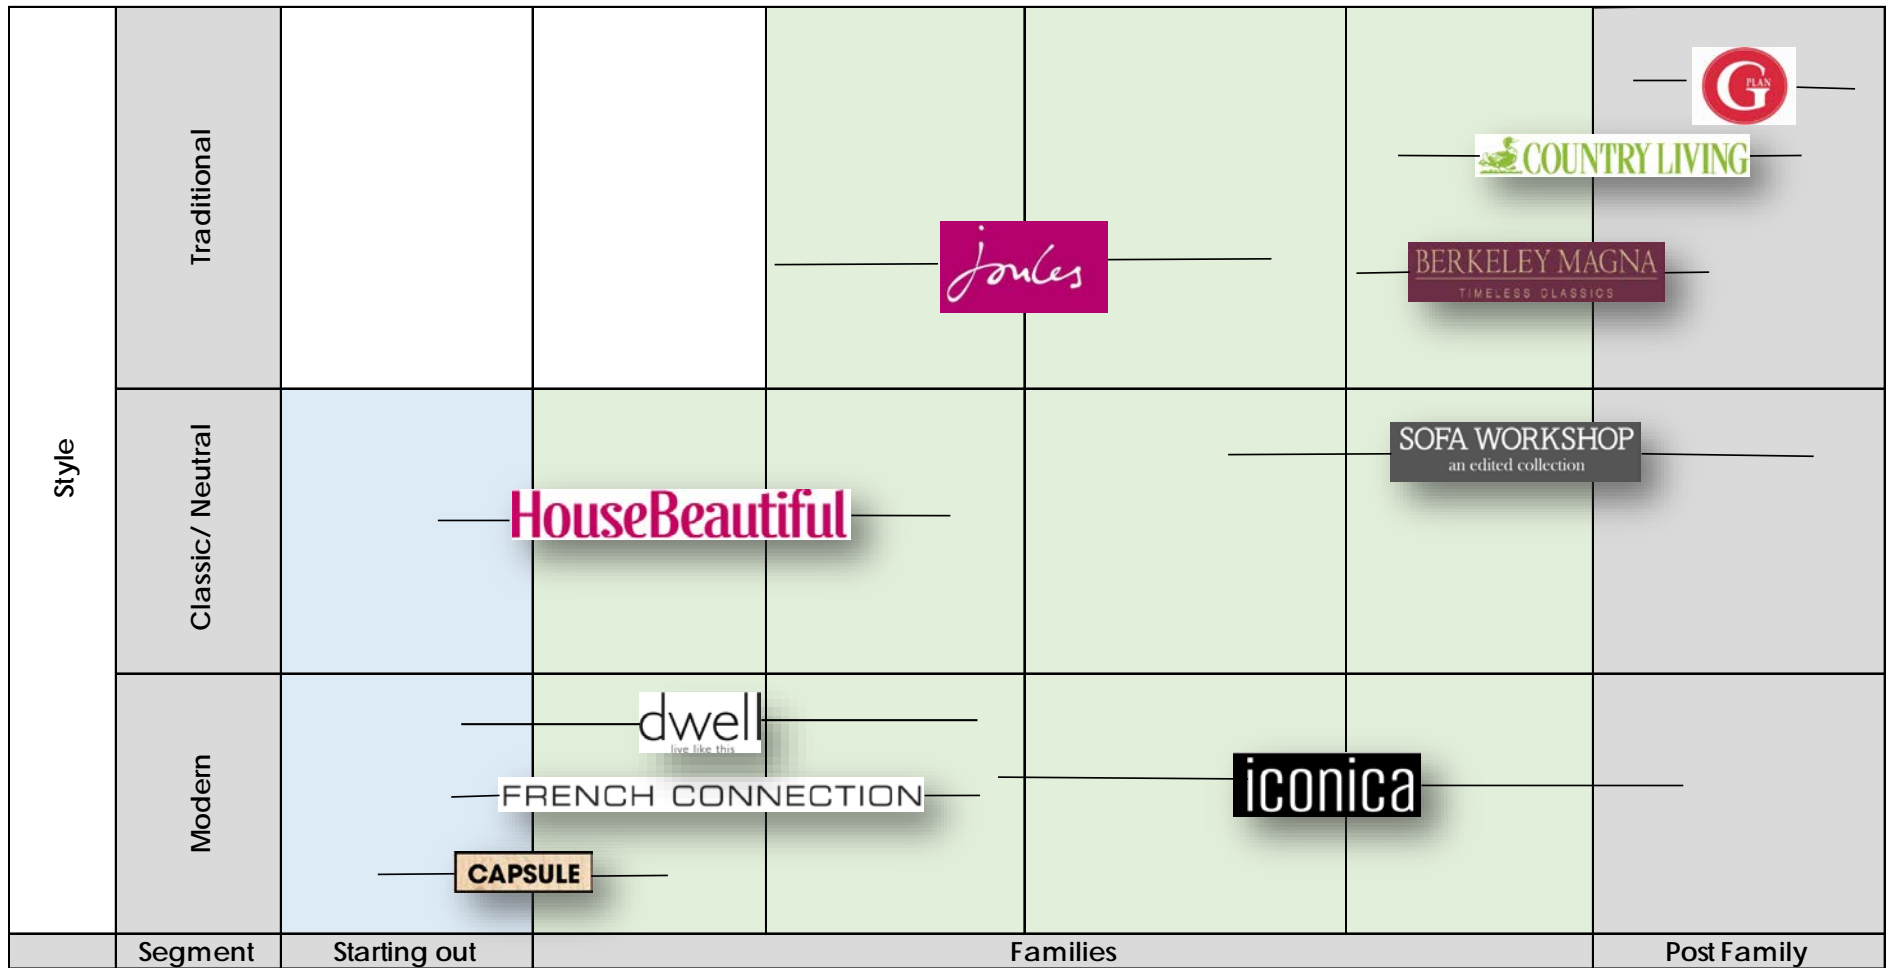 Style
Traditional
G
PLAN
COUNTRY LIVING
Joules
BERKELEY MAGNA
TIMELESS CLASSICS
Classic/ Neutral
SOFA WORKSHOP
an edited collection
HouseBeautiful
Modern
dwell
live like this
FRENCH CONNECTION
iconica
CAPSULE
Segment
Starting out
Families
Post Family